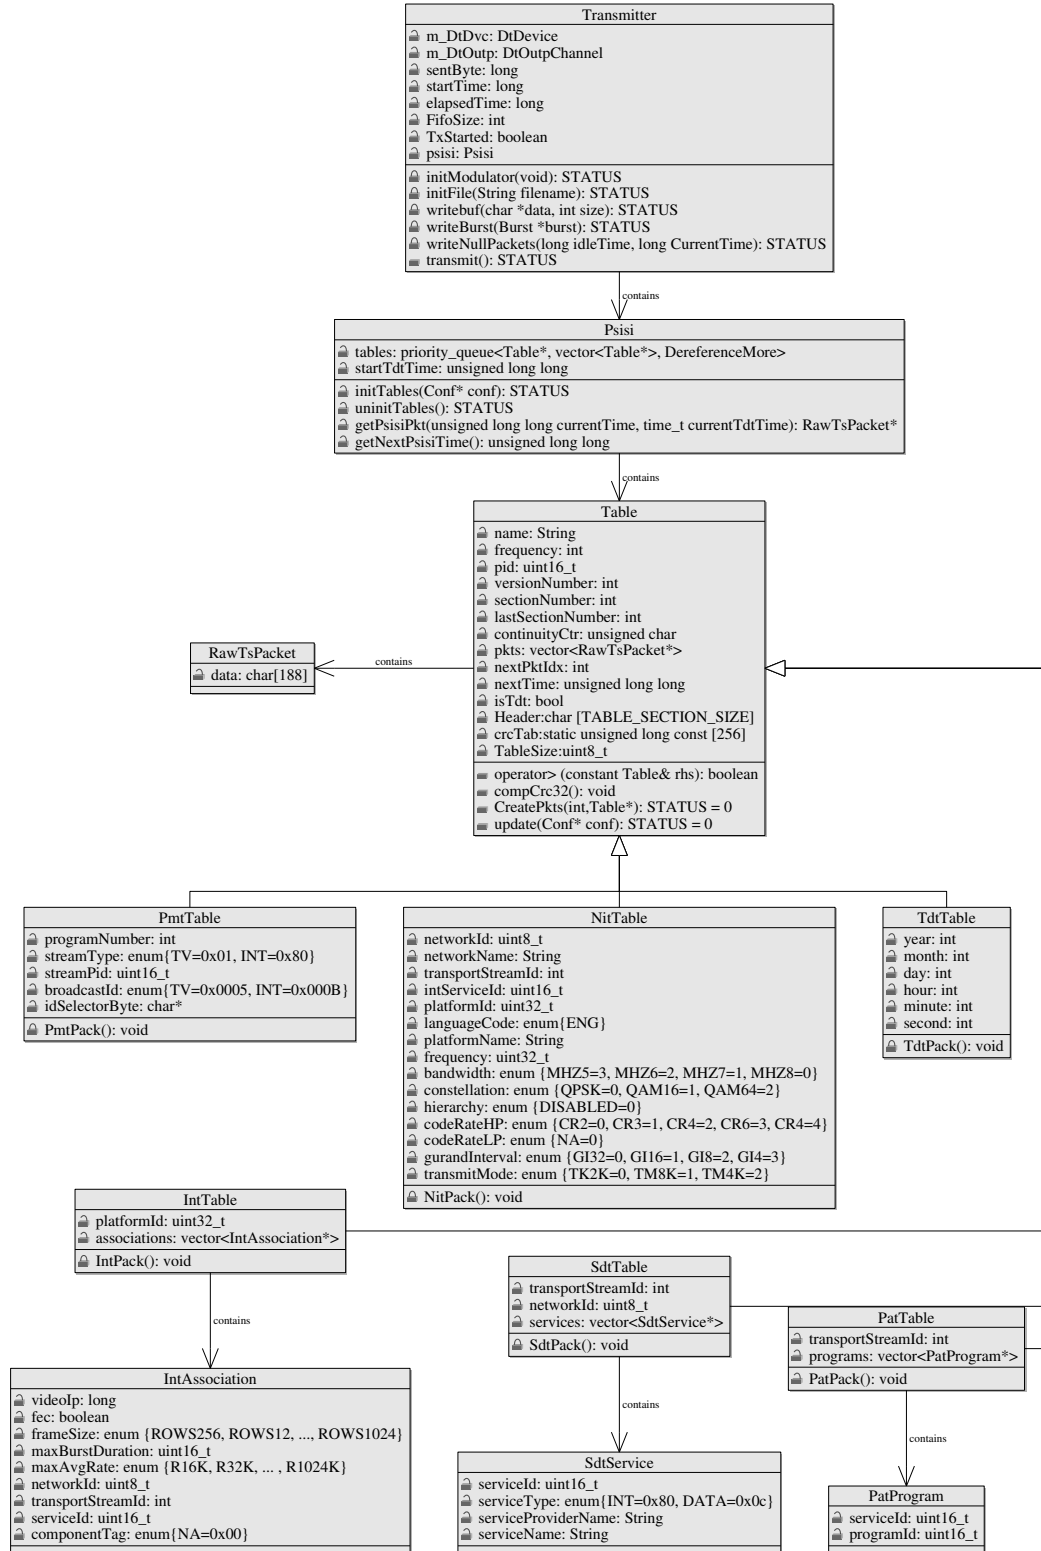 Transmitter
m_DtDvc: DtDevice
m_DtOutp: DtOutpChannel
sentByte: long
startTime: long
elapsedTime: long
FifoSize: int
TxStarted: boolean
psisi: Psisi
initModulator(void): STATUS
initFile(String filename): STATUS
writebuf(char *data, int size): STATUS
writeBurst(Burst *burst): STATUS
writeNullPackets(long idleTime, long CurrentTime): STATUS
transmit(): STATUS
contains
Psisi
tables: priority_queue<Table*, vector<Table*>, DereferenceMore>
startTdtTime: unsigned long long
initTables(Conf* conf): STATUS
uninitTables(): STATUS
getPsisiPkt(unsigned long long currentTime, time_t currentTdtTime): RawTsPacket*
getNextPsisiTime(): unsigned long long
contains
Table
name: String
frequency: int
pid: uint16_t
versionNumber: int
sectionNumber: int
lastSectionNumber: int
continuityCtr: unsigned char
pkts: vector<RawTsPacket*>
nextPktIdx: int
nextTime: unsigned long long
isTdt: bool
Header:char [TABLE_SECTION_SIZE]
crcTab:static unsigned long const [256]
TableSize:uint8_t
operator> (constant Table& rhs): boolean
compCrc32(): void
CreatePkts(int,Table*): STATUS = 0
update(Conf* conf): STATUS = 0
contains
RawTsPacket
data: char[188]
PmtTable
programNumber: int
streamType: enum{TV=0x01, INT=0x80}
streamPid: uint16_t
broadcastId: enum{TV=0x0005, INT=0x000B}
idSelectorByte: char*
PmtPack(): void
NitTable
networkId: uint8_t
networkName: String
transportStreamId: int
intServiceId: uint16_t
platformId: uint32_t
languageCode: enum{ENG}
platformName: String
frequency: uint32_t
bandwidth: enum {MHZ5=3, MHZ6=2, MHZ7=1, MHZ8=0}
constellation: enum {QPSK=0, QAM16=1, QAM64=2}
hierarchy: enum {DISABLED=0}
codeRateHP: enum {CR2=0, CR3=1, CR4=2, CR6=3, CR4=4}
codeRateLP: enum {NA=0}
gurandInterval: enum {GI32=0, GI16=1, GI8=2, GI4=3}
transmitMode: enum {TK2K=0, TM8K=1, TM4K=2}
NitPack(): void
TdtTable
year: int
month: int
day: int
hour: int
minute: int
second: int
TdtPack(): void
IntTable
platformId: uint32_t
associations: vector<IntAssociation*>
IntPack(): void
contains
SdtTable
transportStreamId: int
networkId: uint8_t
services: vector<SdtService*>
SdtPack(): void
contains
PatTable
transportStreamId: int
programs: vector<PatProgram*>
PatPack(): void
contains
IntAssociation
videoIp: long
fec: boolean
frameSize: enum {ROWS256, ROWS12, ..., ROWS1024}
maxBurstDuration: uint16_t
maxAvgRate: enum {R16K, R32K, ... , R1024K}
networkId: uint8_t
transportStreamId: int
serviceId: uint16_t
componentTag: enum{NA=0x00}
SdtService
serviceId: uint16_t
serviceType: enum{INT=0x80, DATA=0x0c}
serviceProviderName: String
serviceName: String
PatProgram
serviceId: uint16_t
programId: uint16_t